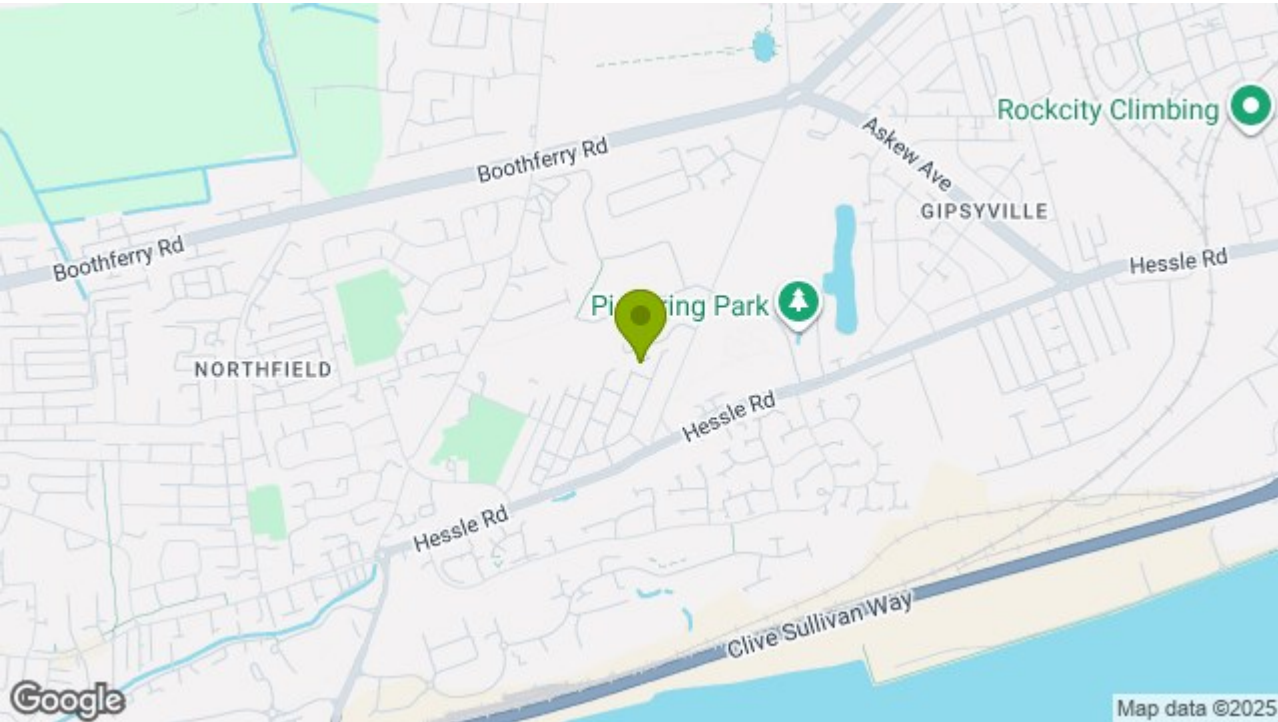 Rockcity Climbing
Askew Ave
Boothferry Rd
GIPSYVILLE
Boothferry Rd
Hessle Rd
ring Park
NORTHFIELD
Hessle Rd
Hessle Rd
Clive Sullivan Way
Google
Map data ©2025